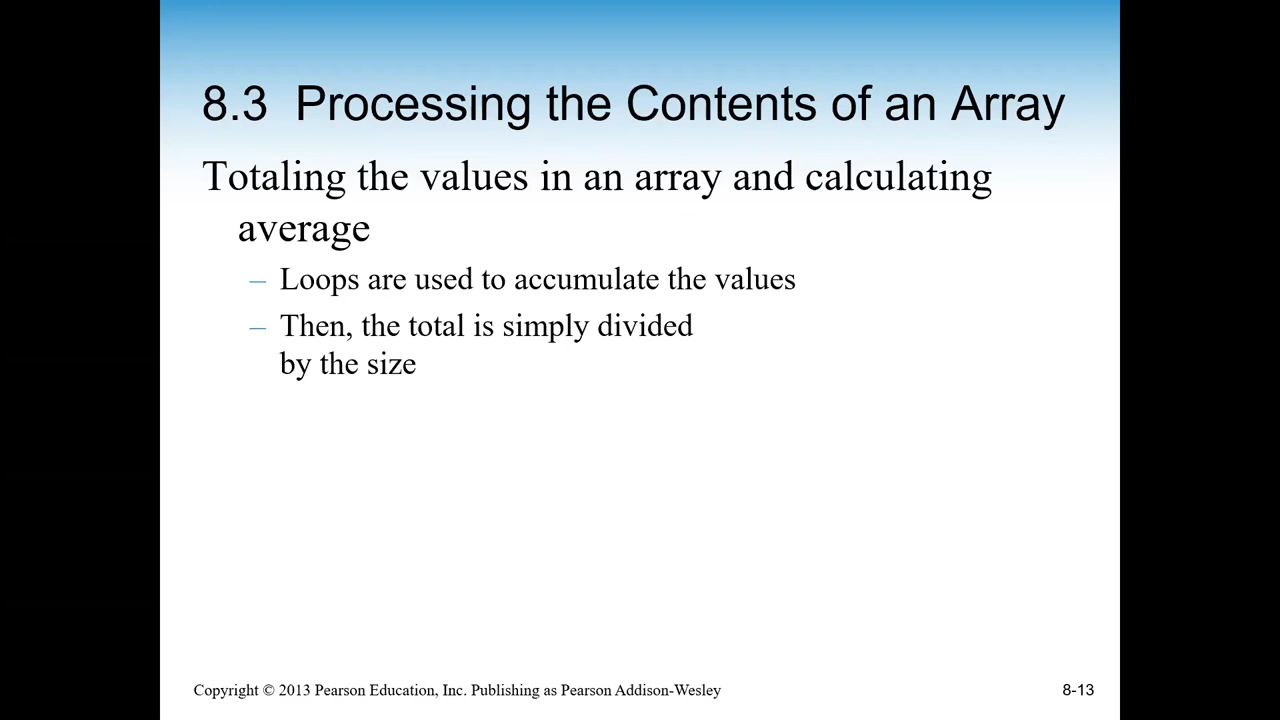 8.3 Processing the Contents of an Array
Totaling the values in an array and calculating
average
– Loops are used to accumulate the values
– Then, the total is simply divided
by the size
Copyright © 2013 Pearson Education, Inc. Publishing as Pearson Addison-Wesley
8-13